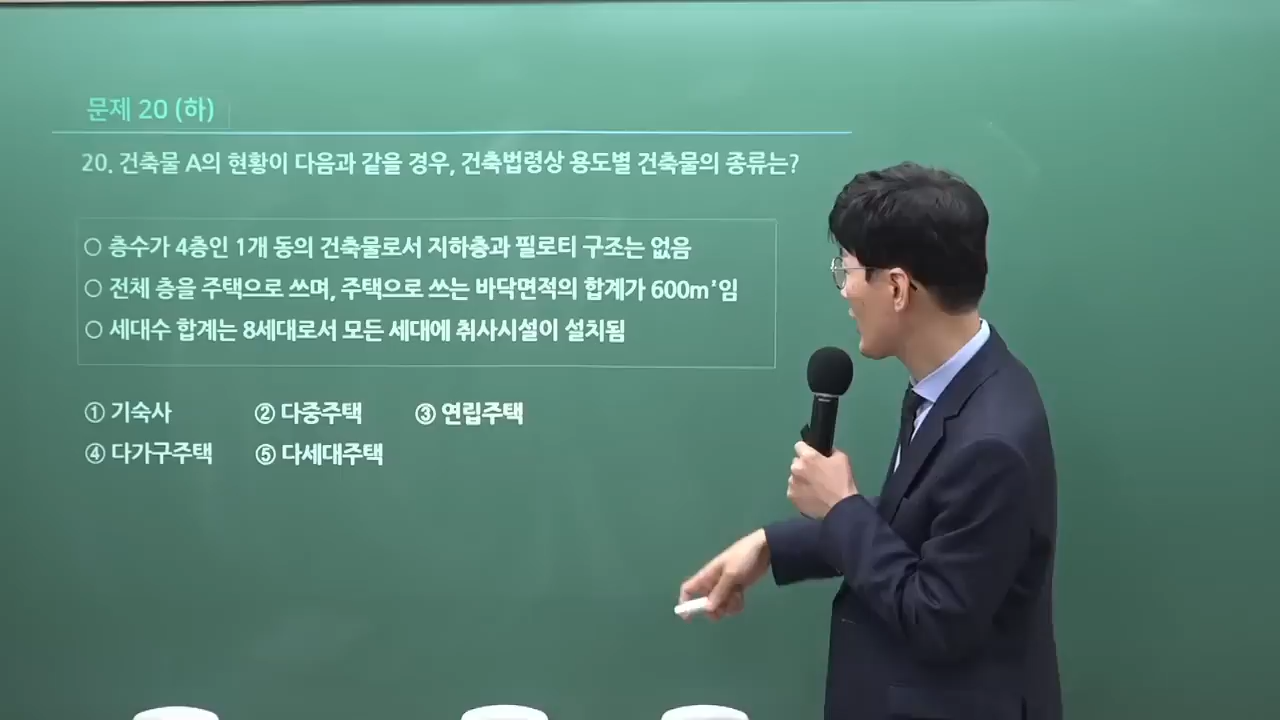 문제 20 (하)
20. 건축물 A의 현황이 다음과 같을 경우, 건축법령상 용도별 건축물의 종류는?
○ 층수가 4층인 1개 동의 건축물로서 지하층과 필로티 구조는 없음
○ 전체 층을 주택으로 쓰며, 주택으로 쓰는 바닥면적의 합계가 600㎡임
○ 세대수 합계는 8세대로서 모든 세대에 취사시설이 설치됨
① 기숙사 ② 다중주택 ③ 연립주택
④ 다가구주택 ⑤ 다세대주택